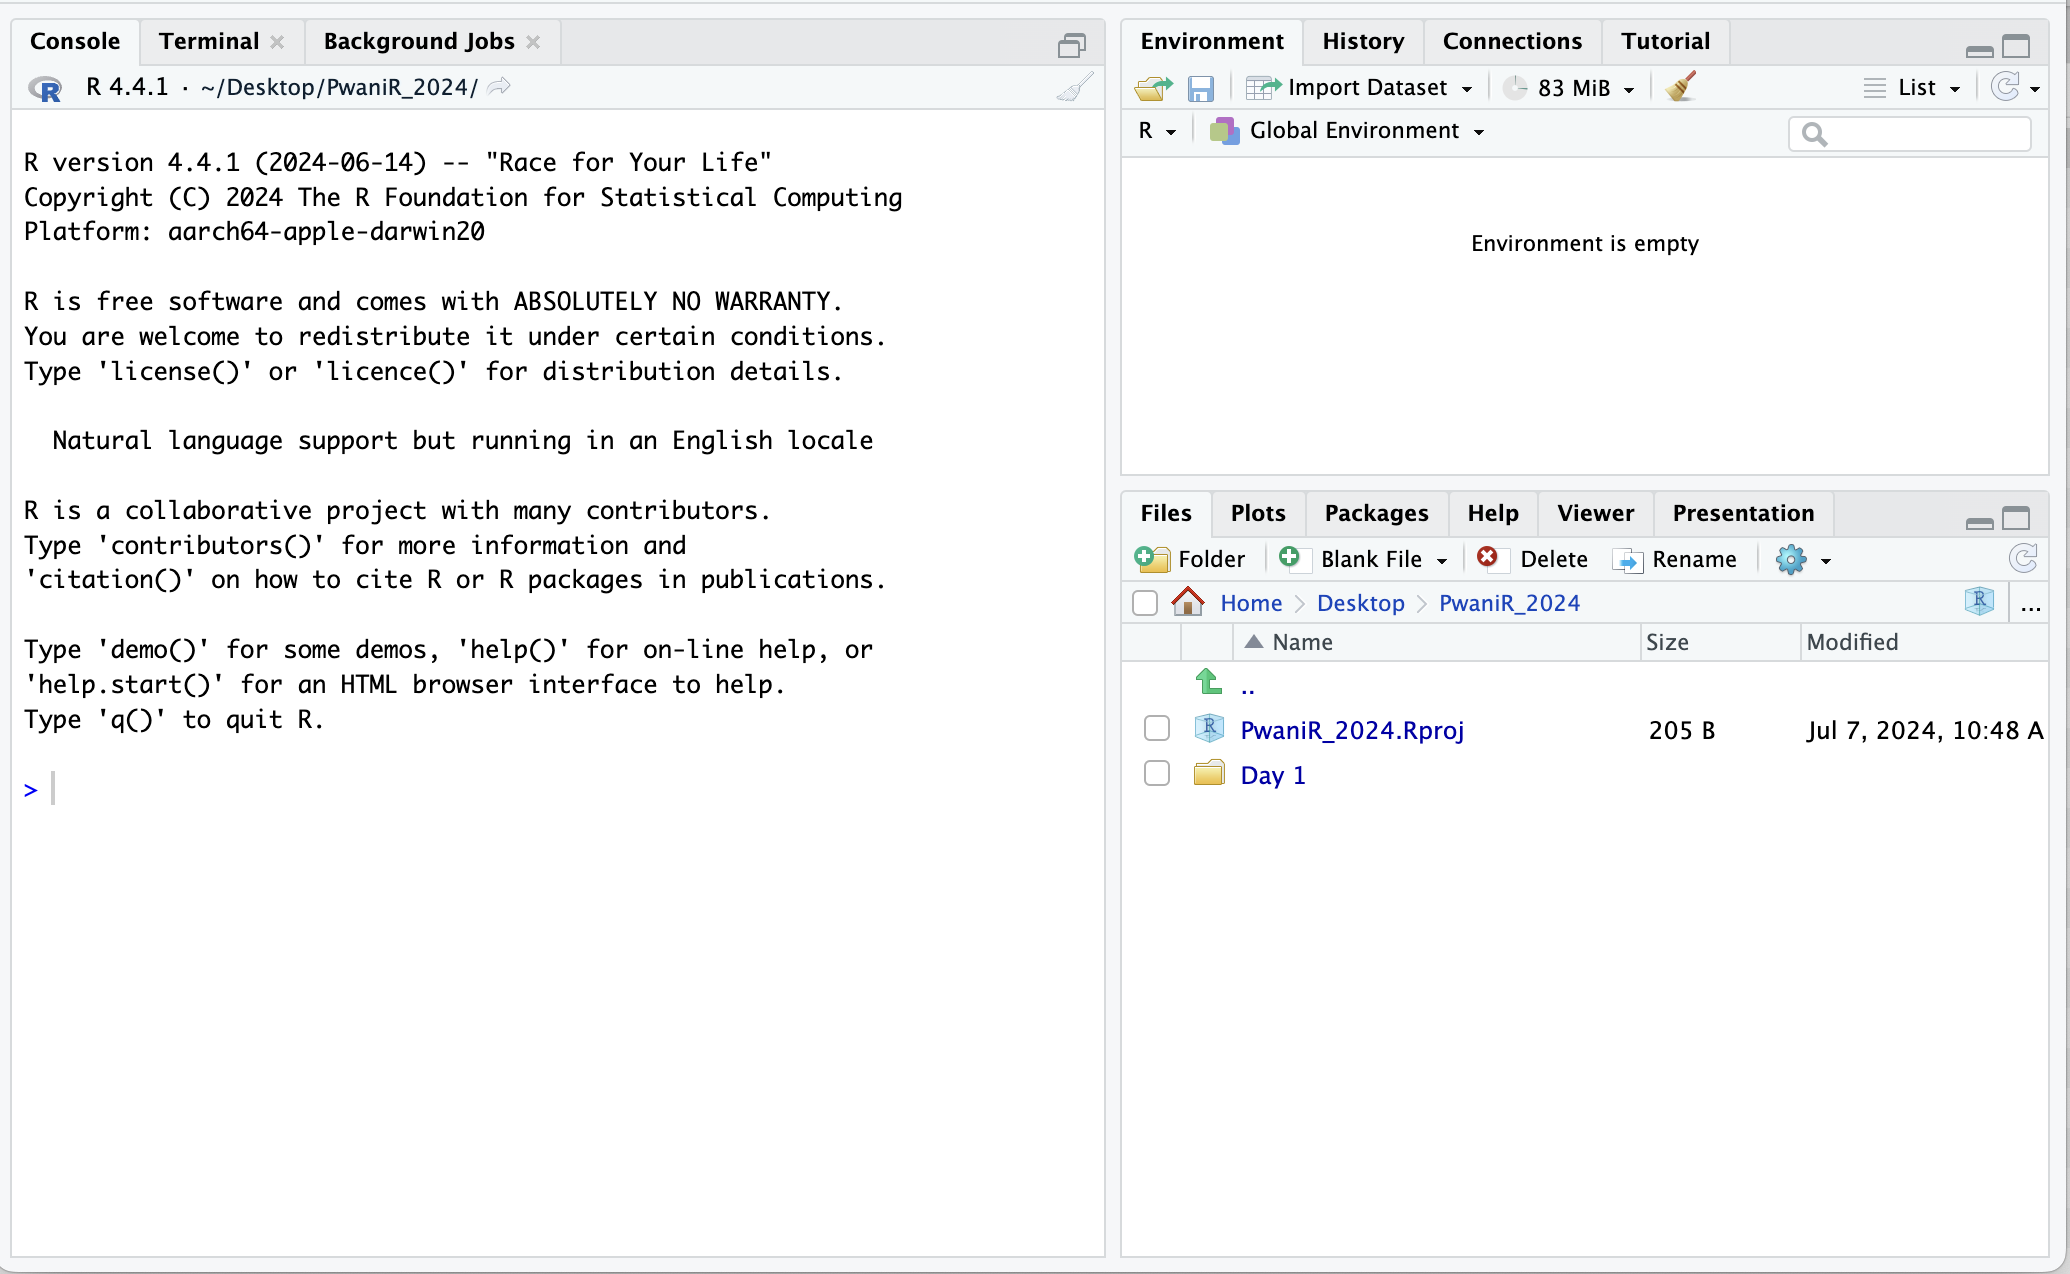 Console Terminal Background Jobs
R 4.4.1 · ~/Desktop/PwaniR_2024/
R version 4.4.1 (2024-06-14) -- "Race for Your Life"
Copyright (C) 2024 The R Foundation for Statistical Computing
Platform: aarch64-apple-darwin20
R is free software and comes with ABSOLUTELY NO WARRANTY.
You are welcome to redistribute it under certain conditions.
Type 'license()' or 'licence()' for distribution details.
Natural language support but running in an English locale
R is a collaborative project with many contributors.
Type 'contributors()' for more information and
'citation()' on how to cite R or R packages in publications.
Type 'demo()' for some demos, 'help()' for on-line help, or
'help.start()' for an HTML browser interface to help.
Type 'q()' to quit R.
>
Environment History Connections Tutorial
Import Dataset 83 MiB List
R Global Environment
Environment is empty
Files Plots Packages Help Viewer Presentation
Folder Blank File Delete Rename
Home Desktop PwaniR_2024 ...
Name Size Modified
..
PwaniR_2024.Rproj 205 B Jul 7, 2024, 10:48 A
Day 1